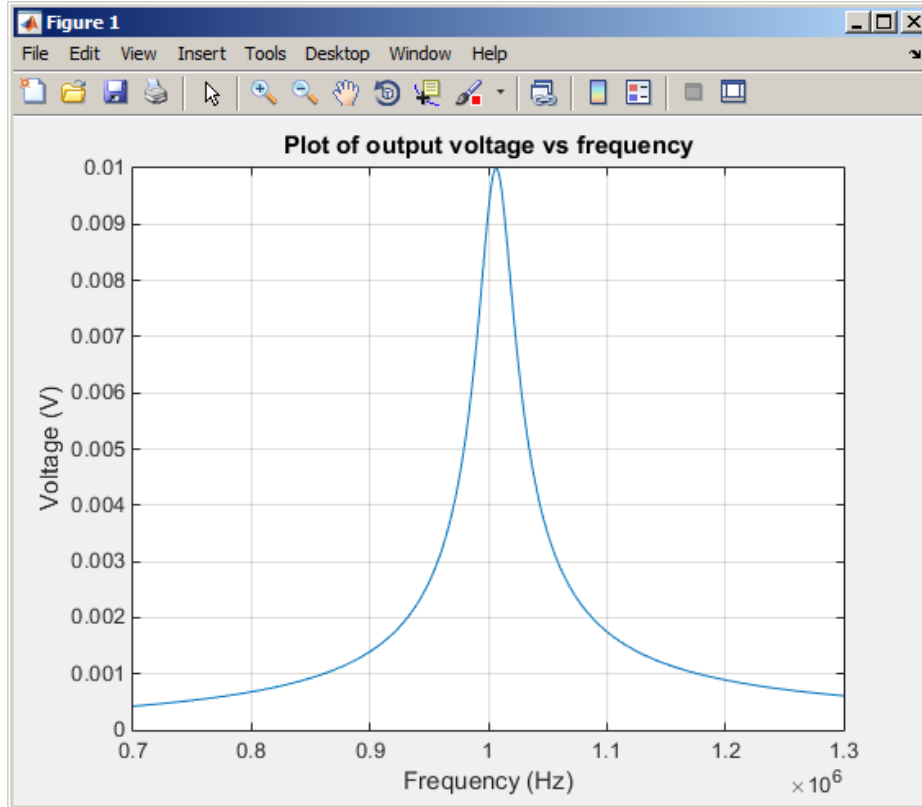 Figure 1
File Edit View Insert Tools Desktop Window Help
Plot of output voltage vs frequency
0.01
0.009
0.008
0.007
0.006
0.005
0.004
0.003
0.002
0.001
0
Voltage (V)
0.7 0.8 0.9 1 1.1 1.2 1.3
Frequency (Hz)
× 10⁶